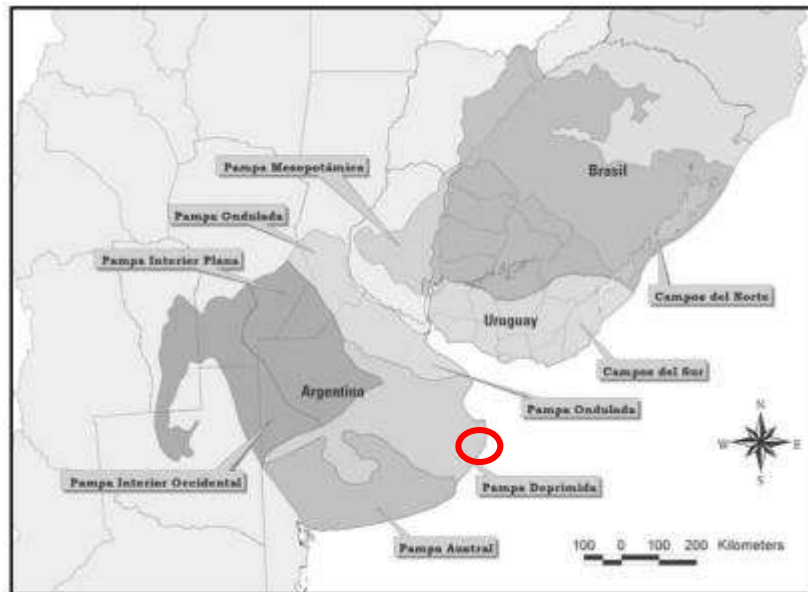 Pampa Mesopotámica
Brasil
Pampa Ondulada
Pampa Interior Plana
Campos del Norte
Uruguay
Campos del Sur
Argentina
Pampa Ondulada
N
W E
S
Pampa Interior Occidental
Pampa Deprimida
Pampa Austral
100 0 100 200 Kilometers